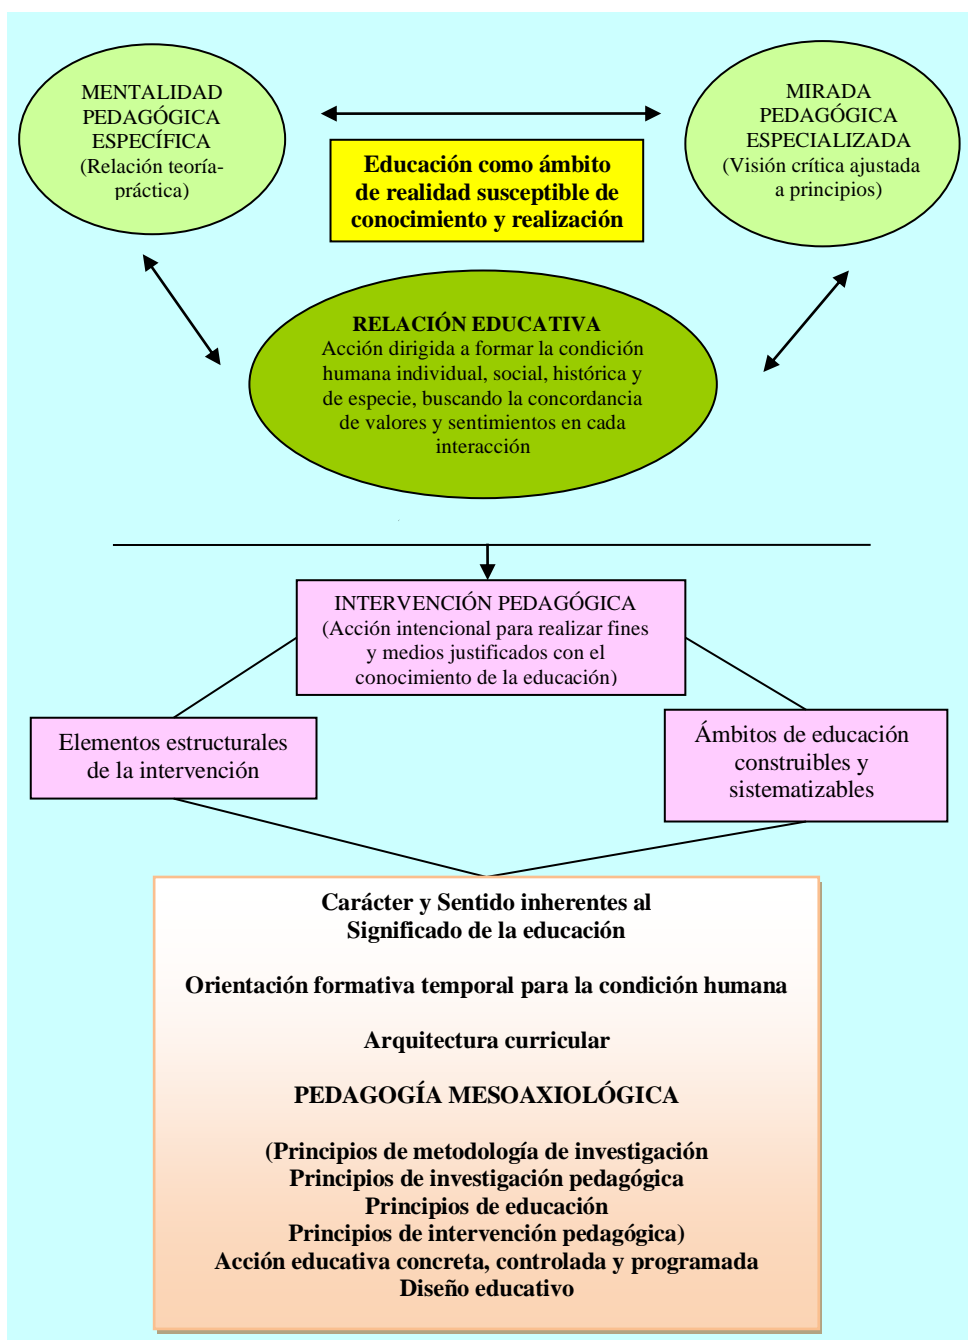 MENTALIDAD
PEDAGÓGICA
ESPECÍFICA
(Relación teoría-
práctica)
MIRADA
PEDAGÓGICA
ESPECIALIZADA
(Visión crítica ajustada
a principios)
Educación como ámbito
de realidad susceptible de
conocimiento y realización
RELACIÓN EDUCATIVA
Acción dirigida a formar la condición
humana individual, social, histórica y
de especie, buscando la concordancia
de valores y sentimientos en cada
interacción
INTERVENCIÓN PEDAGÓGICA
(Acción intencional para realizar fines
y medios justificados con el
conocimiento de la educación)
Elementos estructurales
de la intervención
Ámbitos de educación
construibles y
sistematizables
Carácter y Sentido inherentes al
Significado de la educación
Orientación formativa temporal para la condición humana
Arquitectura curricular
PEDAGOGÍA MESOAXIOLÓGICA
(Principios de metodología de investigación
Principios de investigación pedagógica
Principios de educación
Principios de intervención pedagógica)
Acción educativa concreta, controlada y programada
Diseño educativo